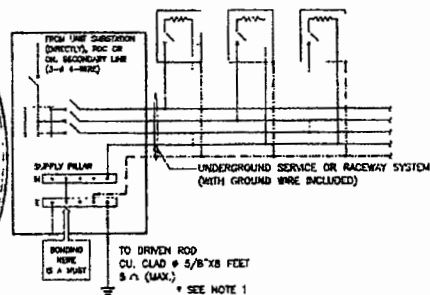 FROM UNIT SUBSTATION
(DIRECTLY), PDC OR
OH. SECONDARY LINE
(3-Ø 4-WIRE)
SUPPLY PILLAR
N
E
UNDERGROUND SERVICE OR RACEWAY SYSTEM
(WITH GROUND WIRE INCLUDED)
BONDING
HERE
IS A MUST
TO DRIVEN ROD
CU. CLAD Ø 5/8"X8 FEET
5 Ω (MAX.)
* SEE NOTE 1